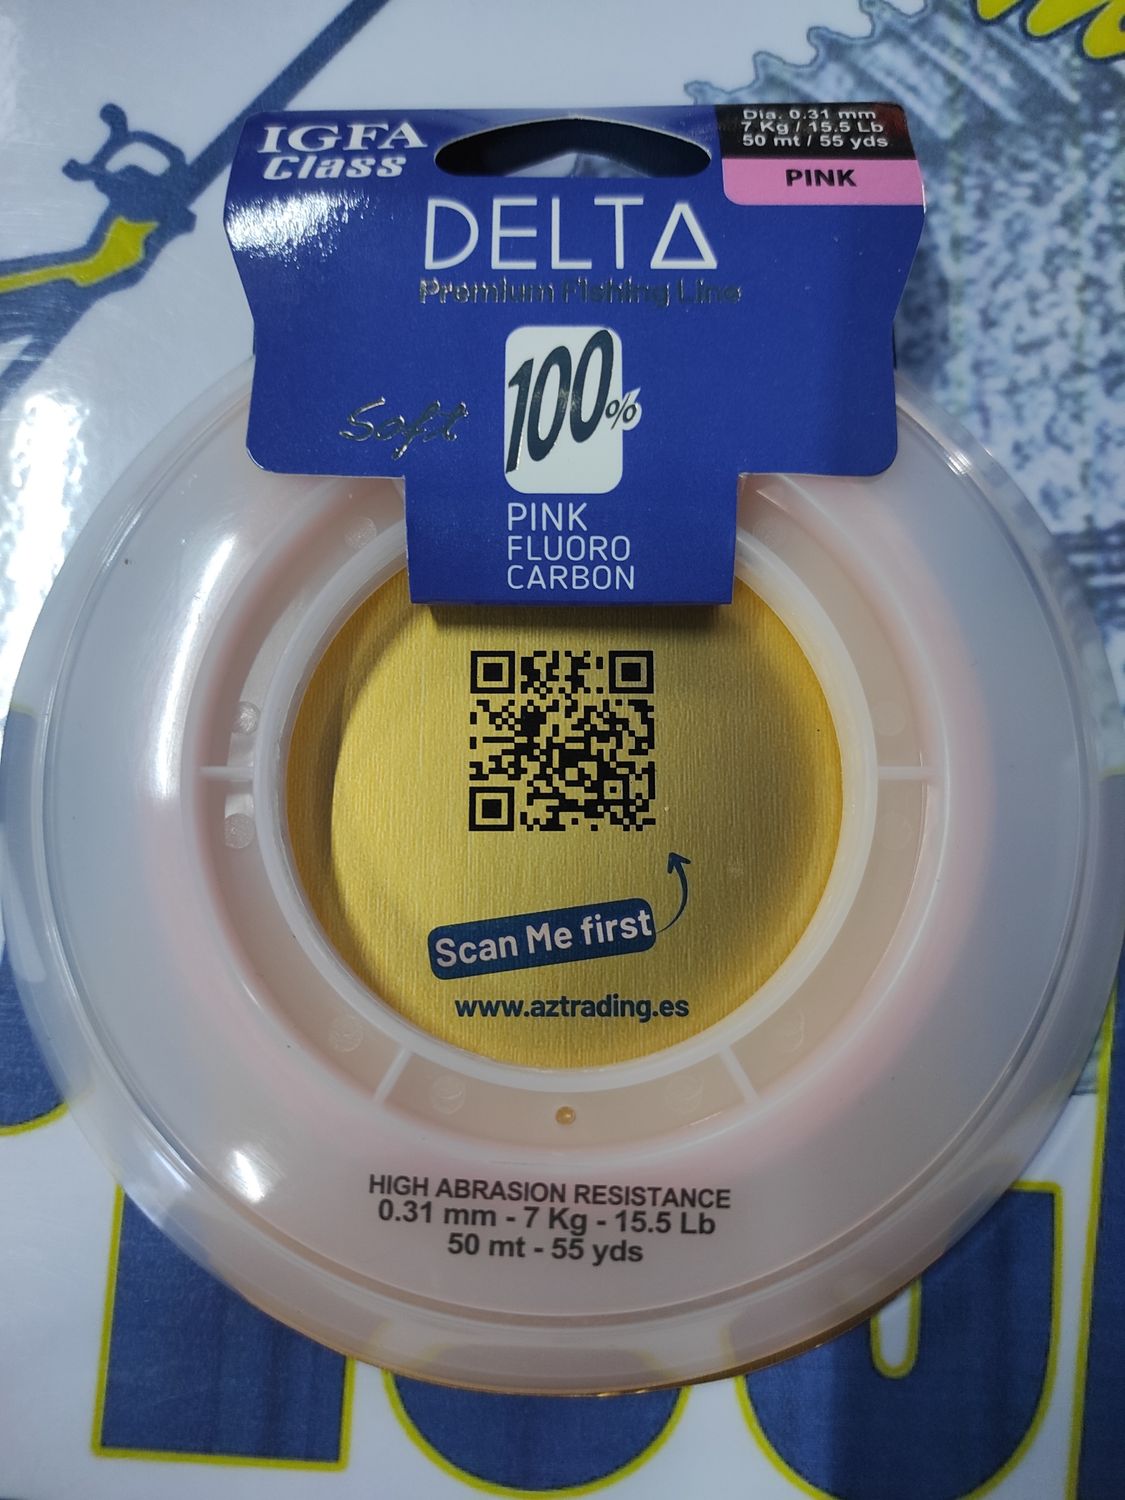 IGFA
Class
Dia. 0.31 mm
7 Kg / 15.5 Lb
50 mt / 55 yds
PINK
DELTA
Premium Fishing Line
Soft
100%
PINK
FLUORO
CARBON
Scan Me first
www.aztrading.es
HIGH ABRASION RESISTANCE
0.31 mm - 7 Kg - 15.5 Lb
50 mt - 55 yds